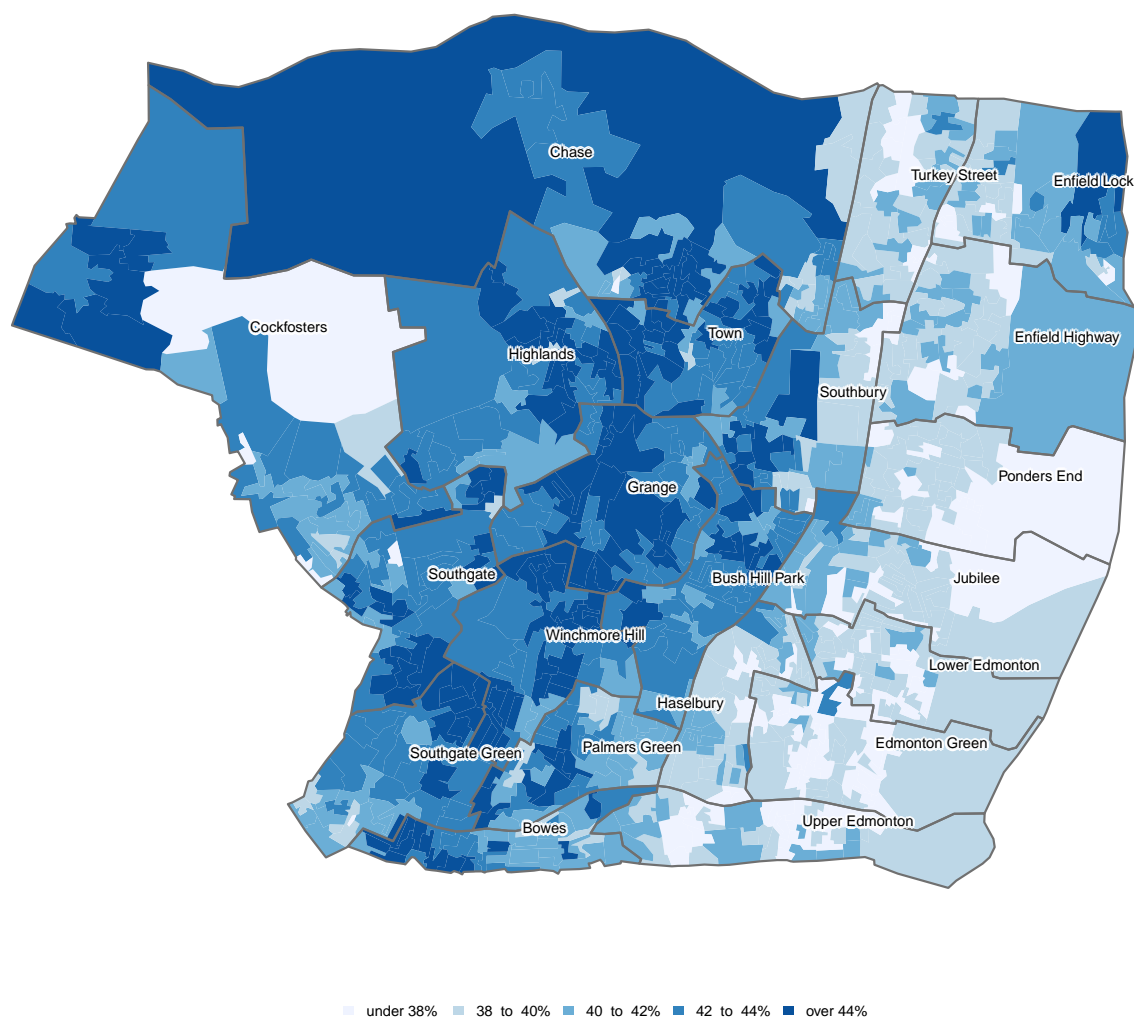 Chase
Turkey Street
Enfield Lock
Cockfosters
Town
Enfield Highway
Highlands
Southbury
Grange
Ponders End
Southgate
Bush Hill Park
Jubilee
Winchmore Hill
Lower Edmonton
Haselbury
Southgate Green
Palmers Green
Edmonton Green
Bowes
Upper Edmonton
under 38% 38 to 40% 40 to 42% 42 to 44% over 44%